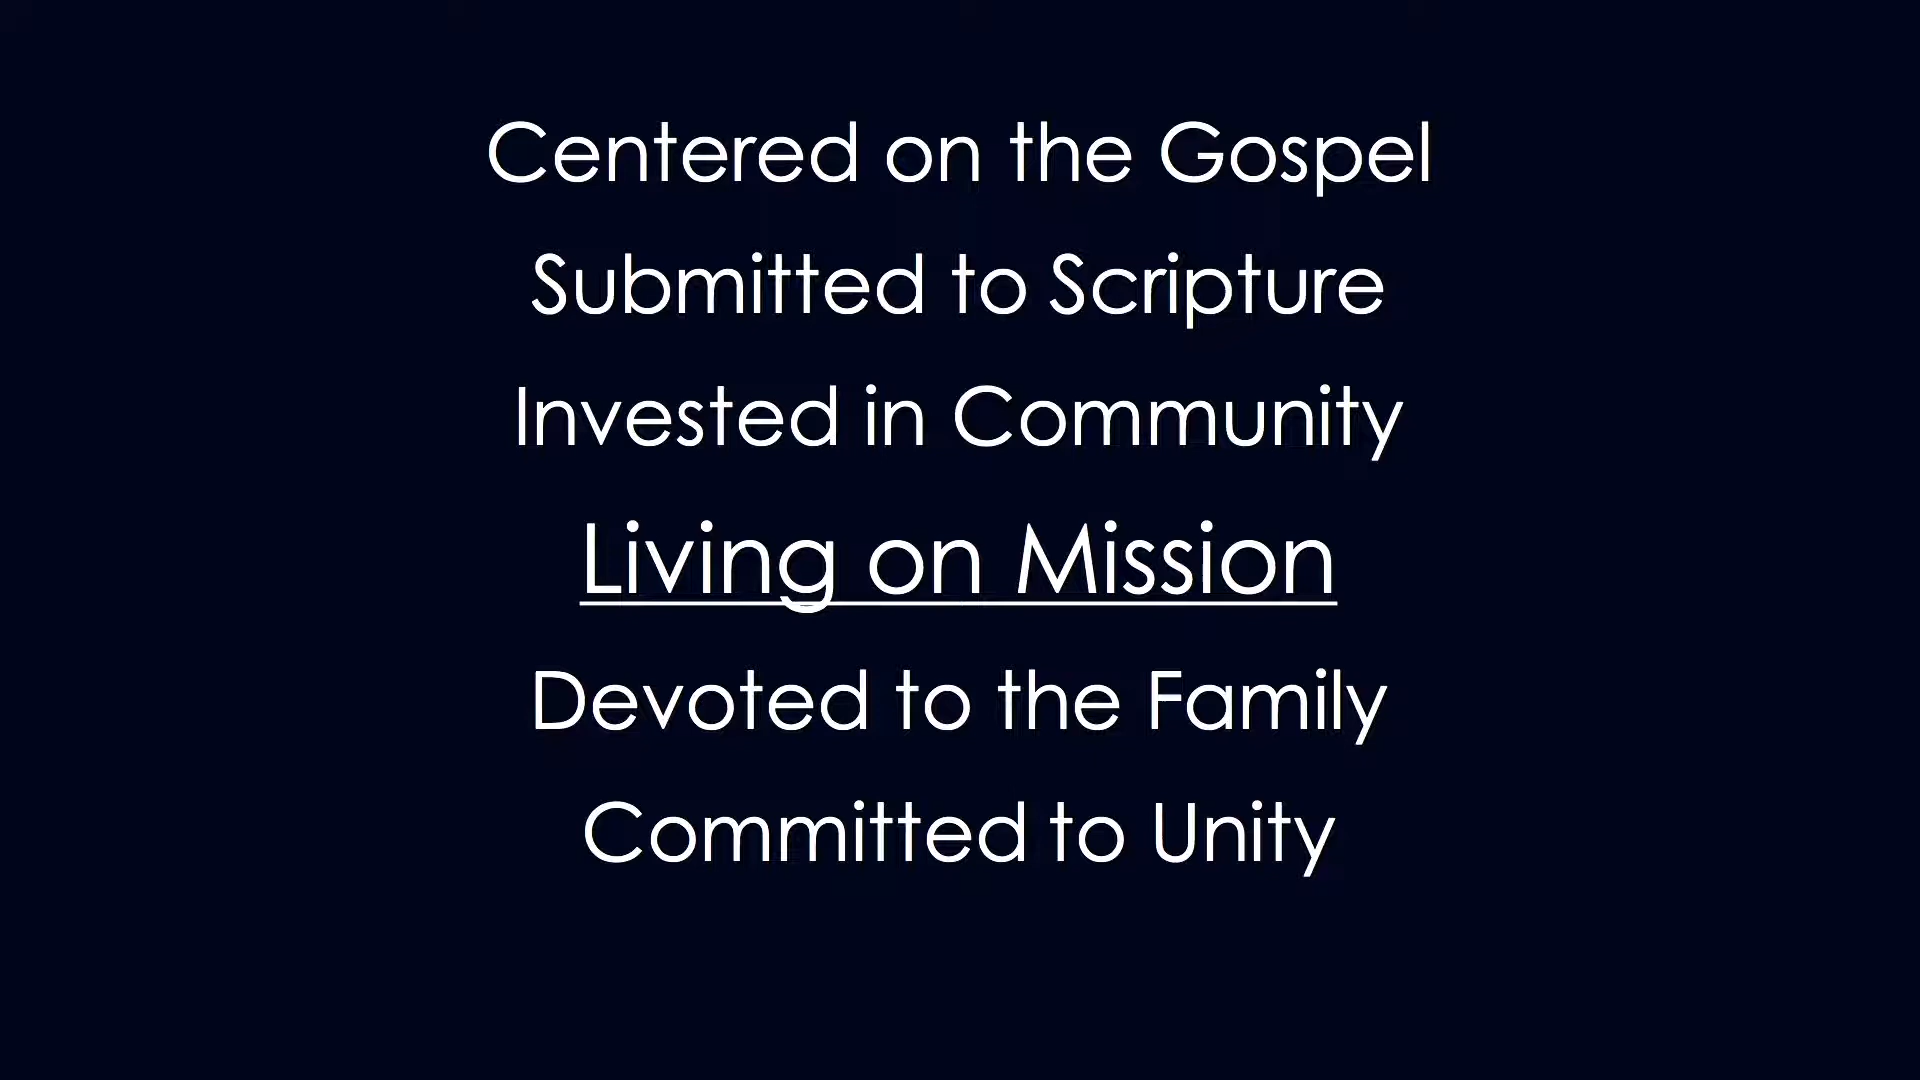 Centered on the Gospel
Submitted to Scripture
Invested in Community
Living on Mission
Devoted to the Family
Committed to Unity